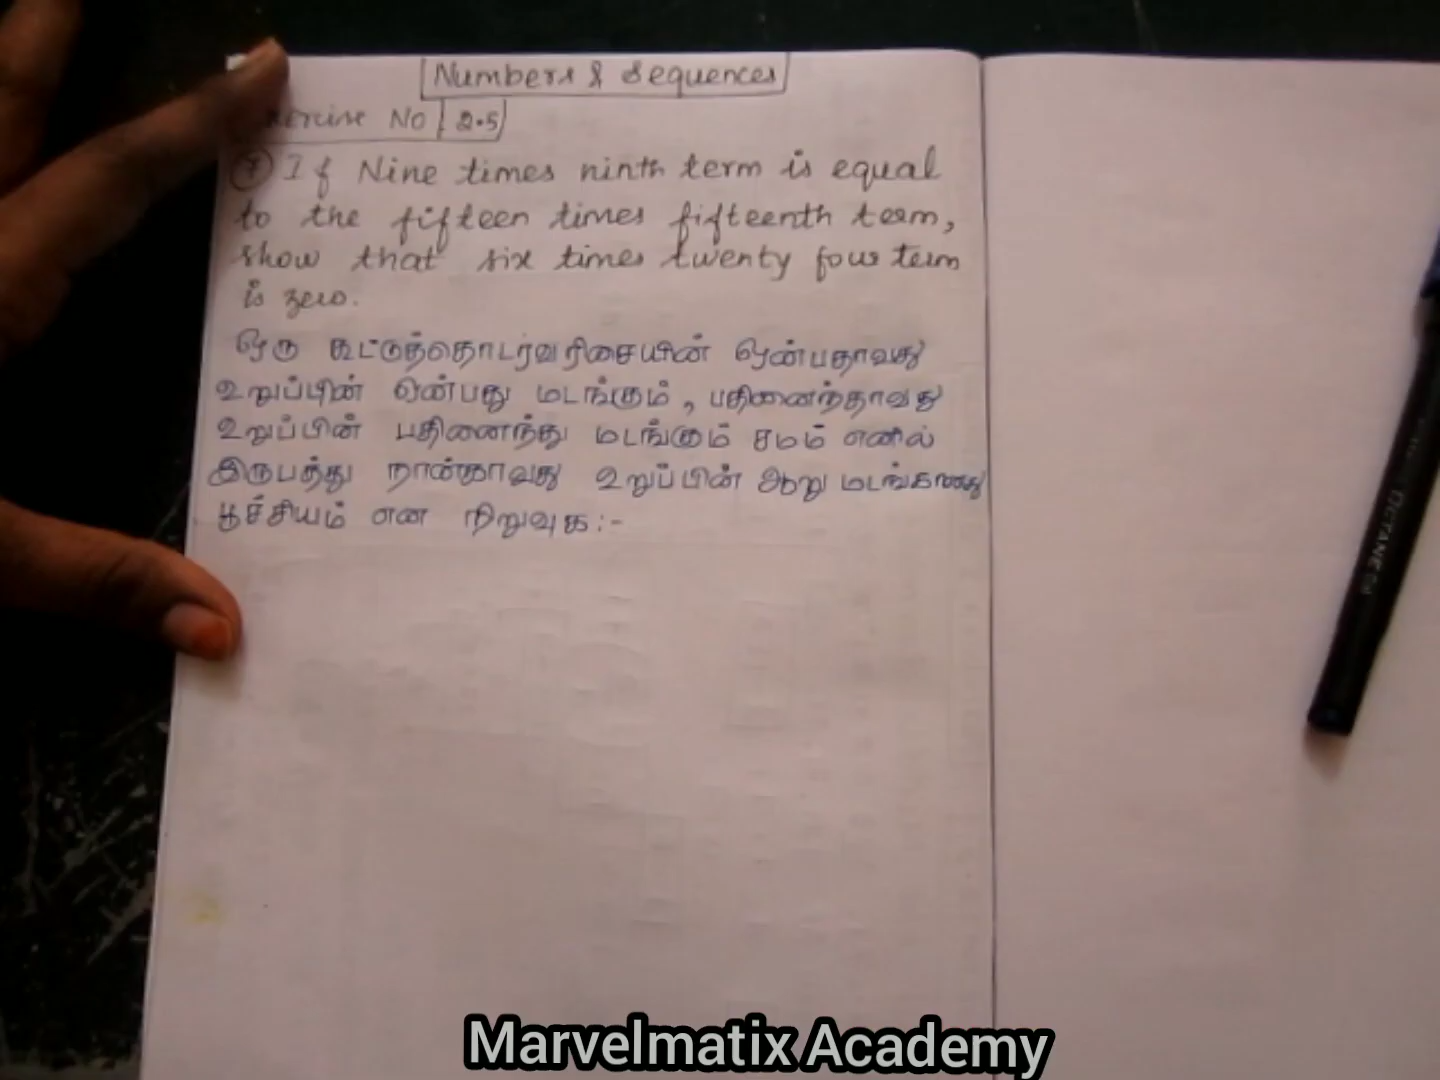 Numbers & Sequences
ercise No 2.5
If Nine times ninth term is equal
to the fifteen times fifteenth term,
show that six times twenty four term
is zero.
ஒரு கூட்டுத்தொடர்வரிசையின் ஒன்பதாவது
உறுப்பின் ஒன்பது மடங்கும், பதினைந்தாவது
உறுப்பின் பதினைந்து மடங்கும் சமம் எனில்
இருபத்து நான்காவது உறுப்பின் ஆறு மடங்கானது
பூச்சியம் என நிறுவுக:-
Marvelmatix Academy